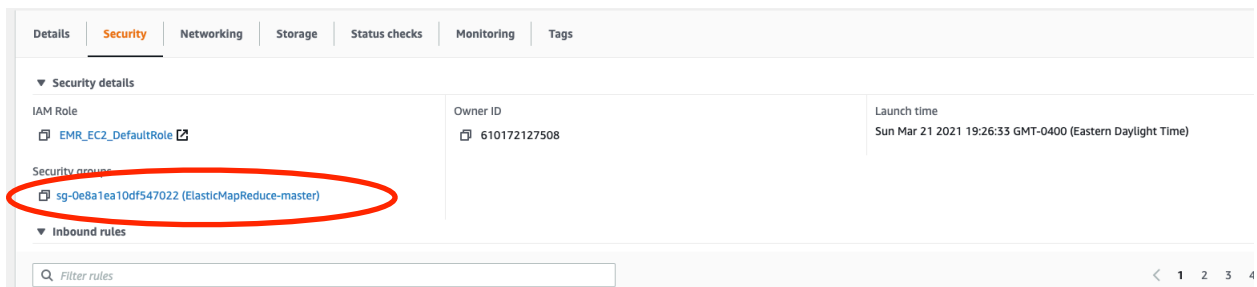 Details Security Networking Storage Status checks Monitoring Tags
▼ Security details
IAM Role Owner ID Launch time
EMR_EC2_DefaultRole 610172127508 Sun Mar 21 2021 19:26:33 GMT-0400 (Eastern Daylight Time)
Security groups
sg-0e8a1ea10df547022 (ElasticMapReduce-master)
▼ Inbound rules
Filter rules < 1 2 3 4